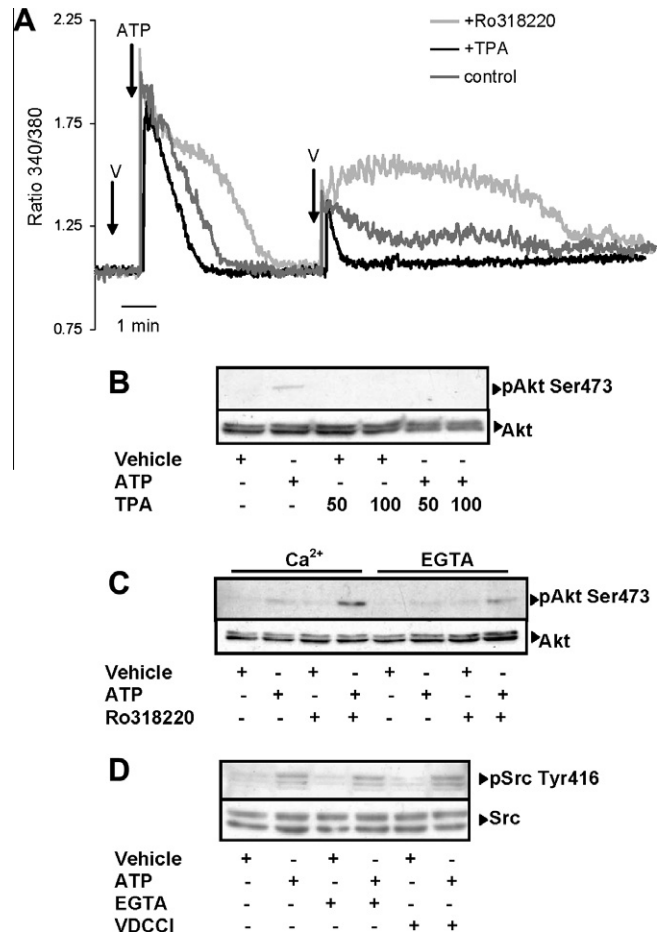 A
2.25
1.75
1.25
0.75
Ratio 340/380
ATP
V
V
1 min
+Ro318220
+TPA
control
B
pAkt Ser473
Akt
Vehicle + - + + - -
ATP - + - - + +
TPA - - 50 100 50 100
Ca²⁺ EGTA
C
pAkt Ser473
Akt
Vehicle + - + - + - + -
ATP - + - + - + - +
Ro318220 - - + + - - + +
D
pSrc Tyr416
Src
Vehicle + - + - + -
ATP - + - + - +
EGTA - - + + - -
VDCCI - - - - + +